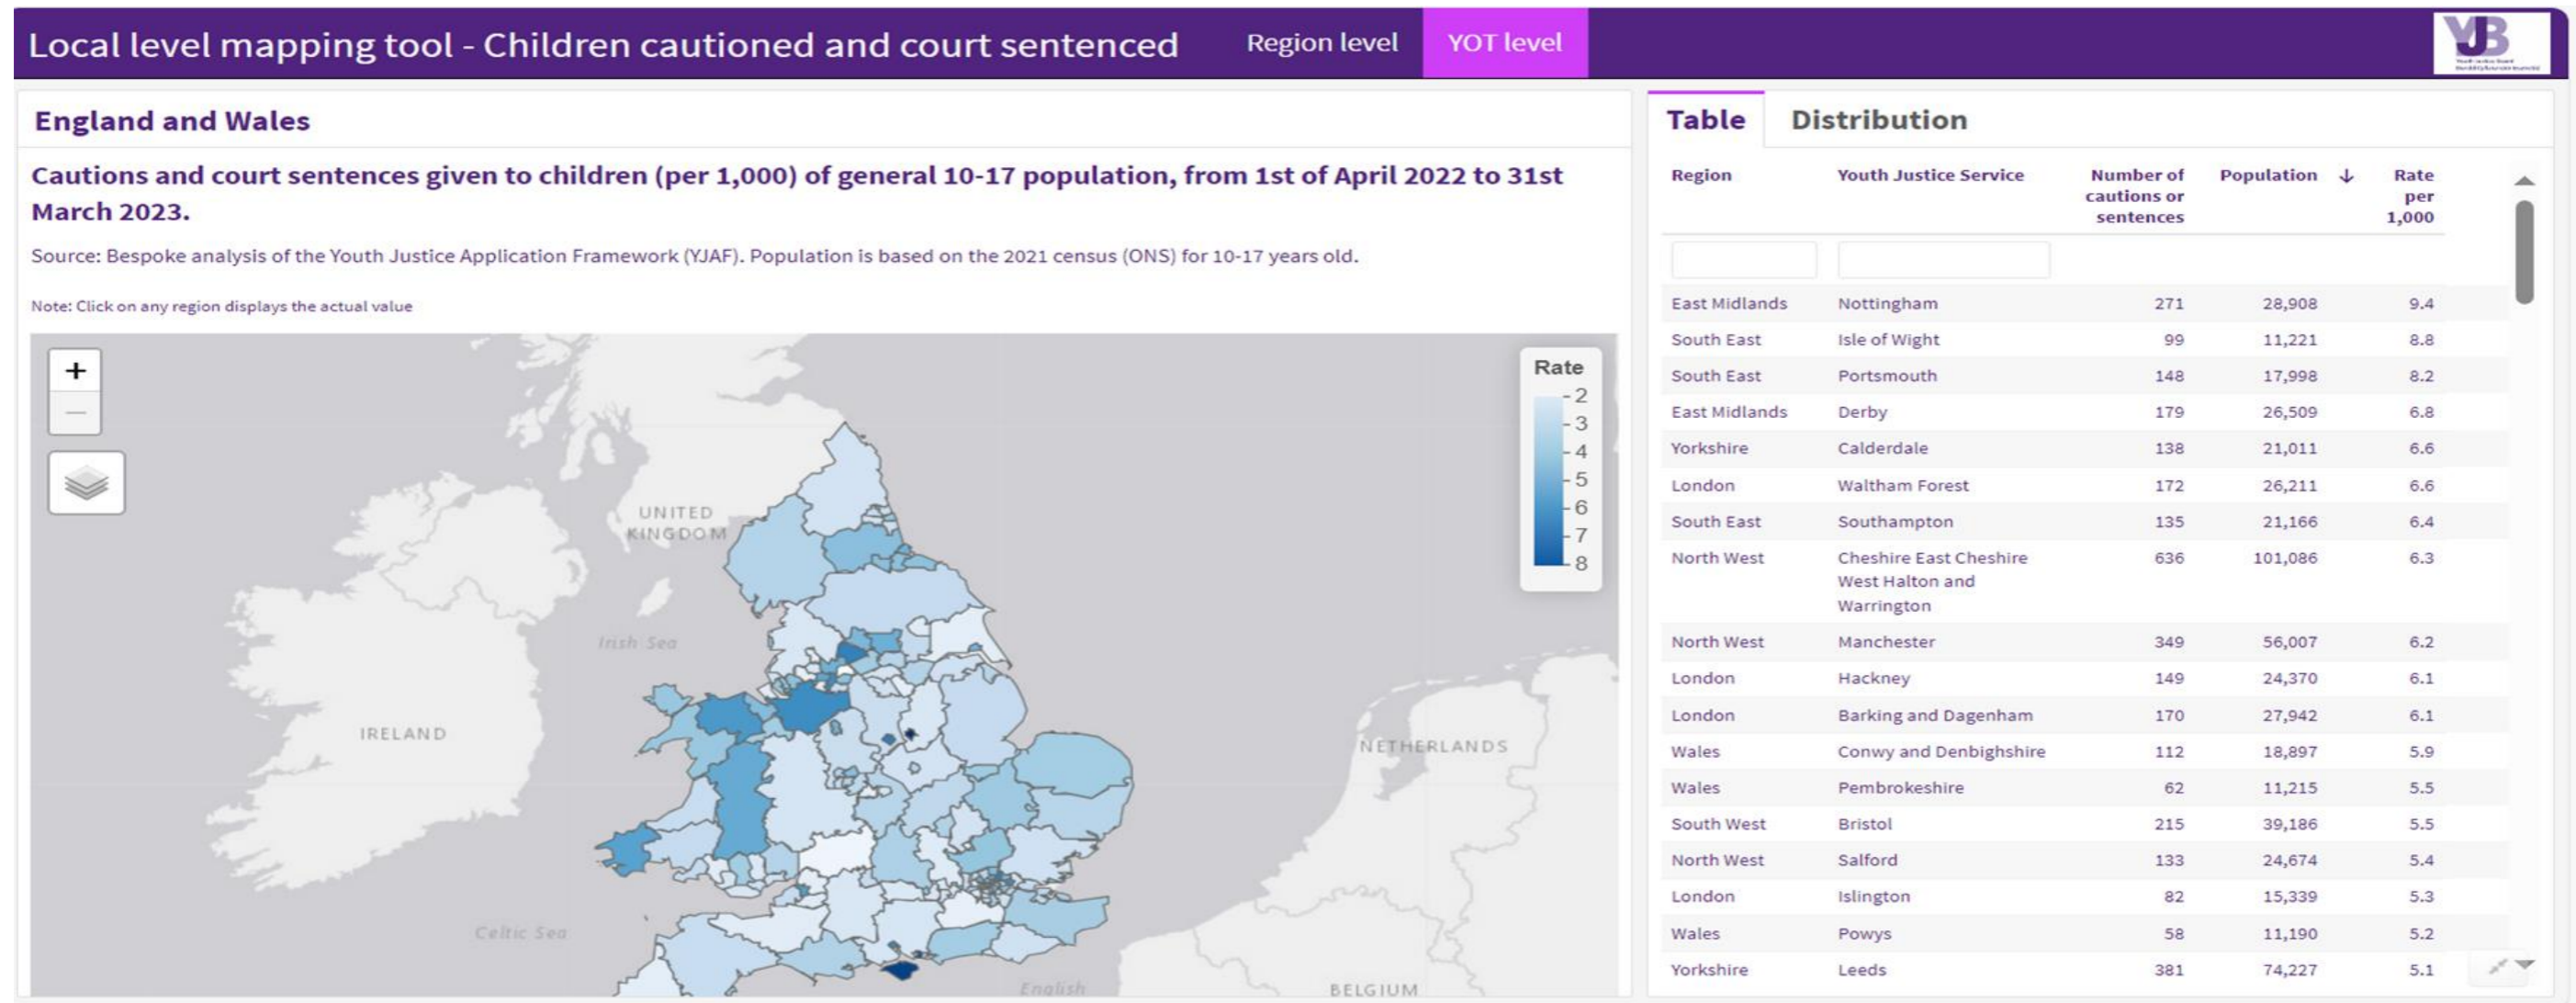 Local level mapping tool - Children cautioned and court sentenced Region level YOT level
YJB
England and Wales
Cautions and court sentences given to children (per 1,000) of general 10-17 population, from 1st of April 2022 to 31st
March 2023.
Source: Bespoke analysis of the Youth Justice Application Framework (YJAF). Population is based on the 2021 census (ONS) for 10-17 years old.
Note: Click on any region displays the actual value
+
−
Rate
2
3
4
5
6
7
8
UNITED
KINGDOM
Irish Sea
IRELAND
NETHERLANDS
Celtic Sea
English
BELGIUM
Table Distribution
Region Youth Justice Service Number of cautions or sentences Population ↓ Rate per 1,000
East Midlands Nottingham 271 28,908 9.4
South East Isle of Wight 99 11,221 8.8
South East Portsmouth 148 17,998 8.2
East Midlands Derby 179 26,509 6.8
Yorkshire Calderdale 138 21,011 6.6
London Waltham Forest 172 26,211 6.6
South East Southampton 135 21,166 6.4
North West Cheshire East Cheshire 636 101,086 6.3
West Halton and
Warrington
North West Manchester 349 56,007 6.2
London Hackney 149 24,370 6.1
London Barking and Dagenham 170 27,942 6.1
Wales Conwy and Denbighshire 112 18,897 5.9
Wales Pembrokeshire 62 11,215 5.5
South West Bristol 215 39,186 5.5
North West Salford 133 24,674 5.4
London Islington 82 15,339 5.3
Wales Powys 58 11,190 5.2
Yorkshire Leeds 381 74,227 5.1